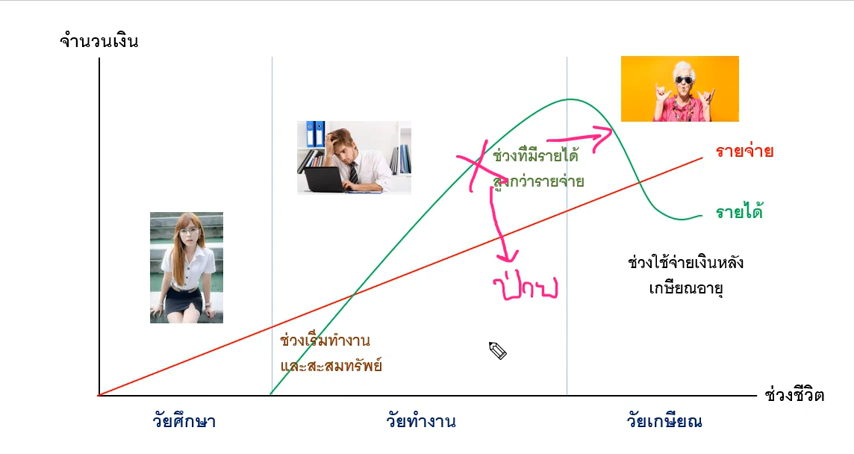 จำนวนเงิน
รายจ่าย
ช่วงที่มีรายได้
สูงกว่ารายจ่าย
รายได้
ช่วงใช้จ่ายเงินหลัง
เกษียณอายุ
ช่วงเริ่มทำงาน
และสะสมทรัพย์
ช่วงชีวิต
วัยศึกษา
วัยทำงาน
วัยเกษียณ